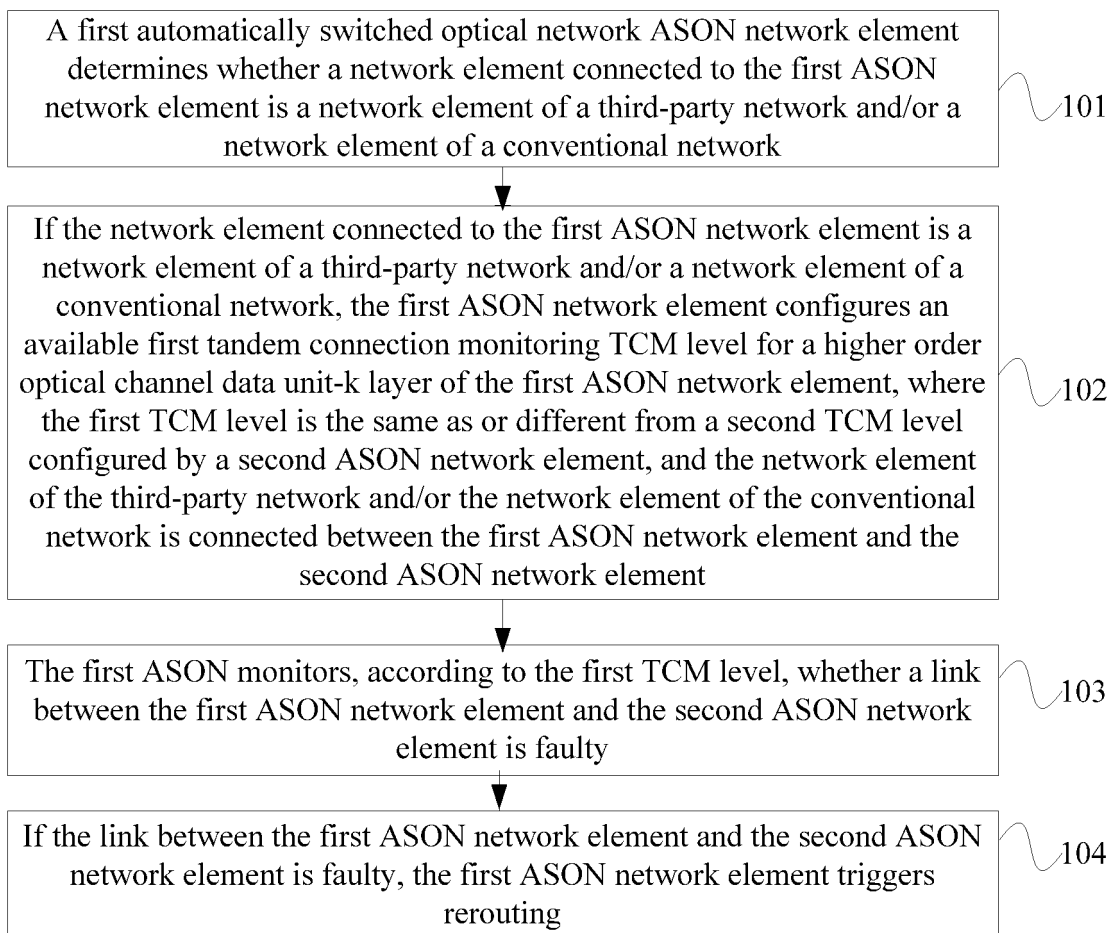 A first automatically switched optical network ASON network element
determines whether a network element connected to the first ASON
network element is a network element of a third-party network and/or a
network element of a conventional network
101
If the network element connected to the first ASON network element is a
network element of a third-party network and/or a network element of a
conventional network, the first ASON network element configures an
available first tandem connection monitoring TCM level for a higher order
optical channel data unit-k layer of the first ASON network element, where
the first TCM level is the same as or different from a second TCM level
configured by a second ASON network element, and the network element
of the third-party network and/or the network element of the conventional
network is connected between the first ASON network element and the
second ASON network element
102
The first ASON monitors, according to the first TCM level, whether a link
between the first ASON network element and the second ASON network
element is faulty
103
If the link between the first ASON network element and the second ASON
network element is faulty, the first ASON network element triggers
rerouting
104